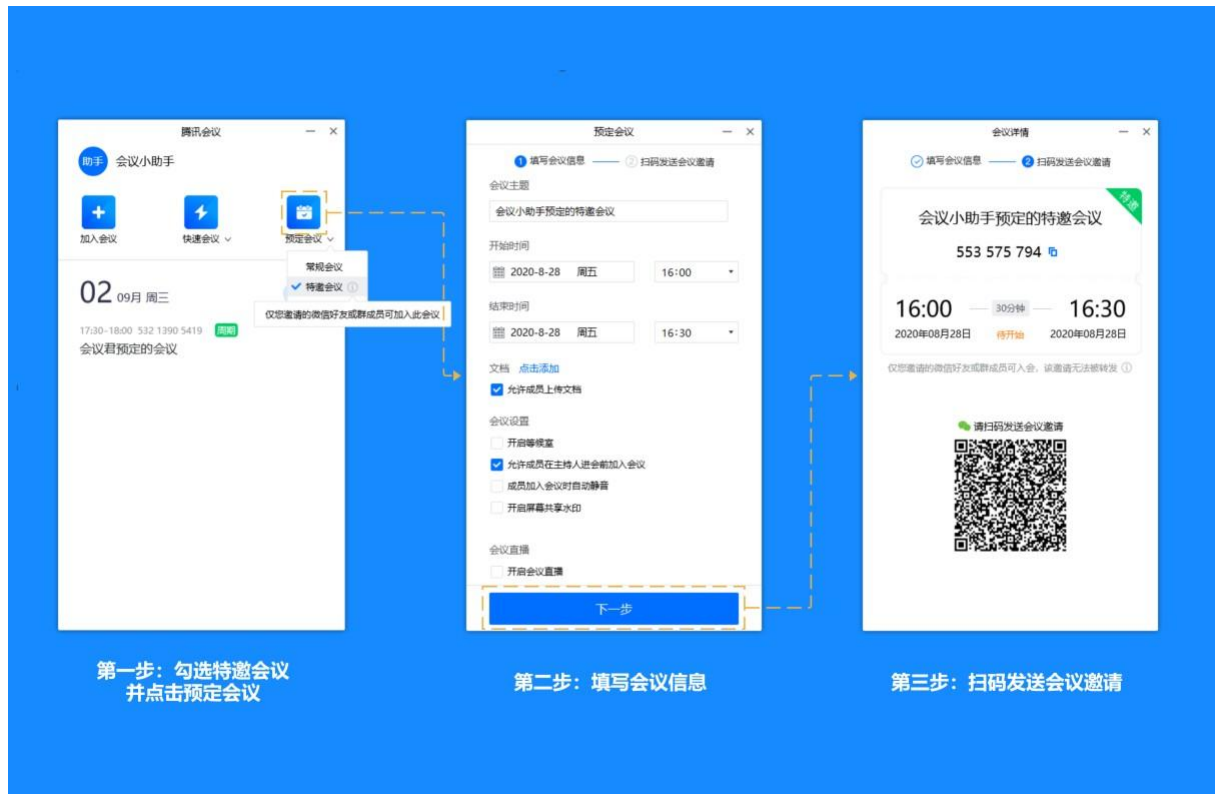 腾讯会议
助手 会议小助手
加入会议 快速会议 预定会议
常规会议
特邀会议
仅您邀请的微信好友或群成员可加入此会议
02 09月 周三
17:30-18:00 532 1390 5419 周期
会议君预定的会议
第一步：勾选特邀会议
并点击预定会议
预定会议
1 填写会议信息 2 扫码发送会议邀请
会议主题
会议小助手预定的特邀会议
开始时间
2020-8-28 周五 16:00
结束时间
2020-8-28 周五 16:30
文档 点击添加
允许成员上传文档
会议设置
开启等候室
允许成员在主持人进会前加入会议
成员加入会议时自动静音
开启屏幕共享水印
会议直播
开启会议直播
下一步
第二步：填写会议信息
会议详情
填写会议信息 2 扫码发送会议邀请
特邀
会议小助手预定的特邀会议
553 575 794
16:00 30分钟 16:30
2020年08月28日 待开始 2020年08月28日
仅您邀请的微信好友或群成员可入会，该邀请无法被转发
请扫码发送会议邀请
第三步：扫码发送会议邀请